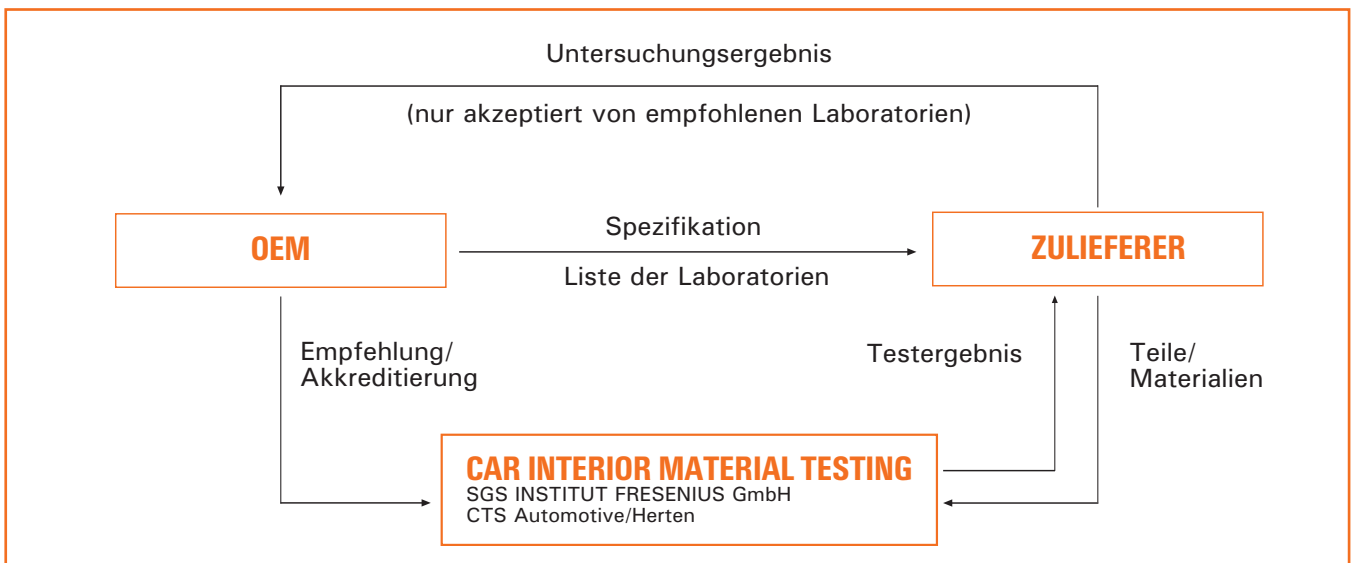 Untersuchungsergebnis
(nur akzeptiert von empfohlenen Laboratorien)
OEM
Spezifikation
Liste der Laboratorien
ZULIEFERER
Empfehlung/
Akkreditierung
Testergebnis
Teile/
Materialien
CAR INTERIOR MATERIAL TESTING
SGS INSTITUT FRESENIUS GmbH
CTS Automotive/Herten